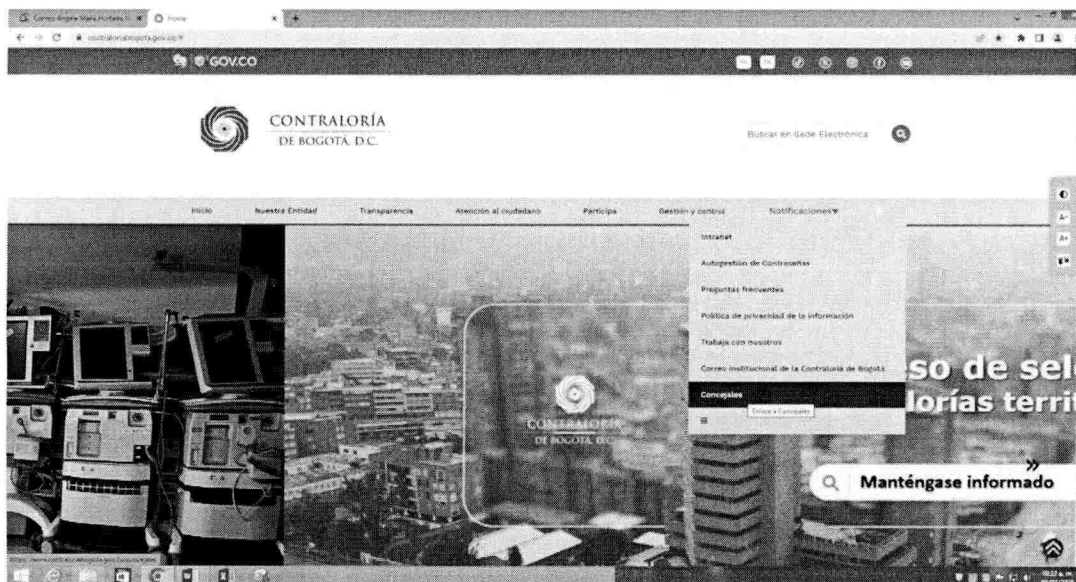 GOV.CO
CONTRALORÍA
DE BOGOTÁ, D.C.
Buscar en Sede Electrónica
Inicio
Nuestra Entidad
Transparencia
Atención al ciudadano
Participa
Gestión y control
Notificaciones▾
Intranet
Autogestión de Contraseñas
Preguntas frecuentes
Política de privacidad de la información
Trabaja con nosotros
Correo institucional de la Contraloría de Bogotá
Concejales
Enlace a Concejales
A-
A+
CONTRALORÍA
DE BOGOTÁ, D.C.
eso de sel
lorías territ
Manténgase informado